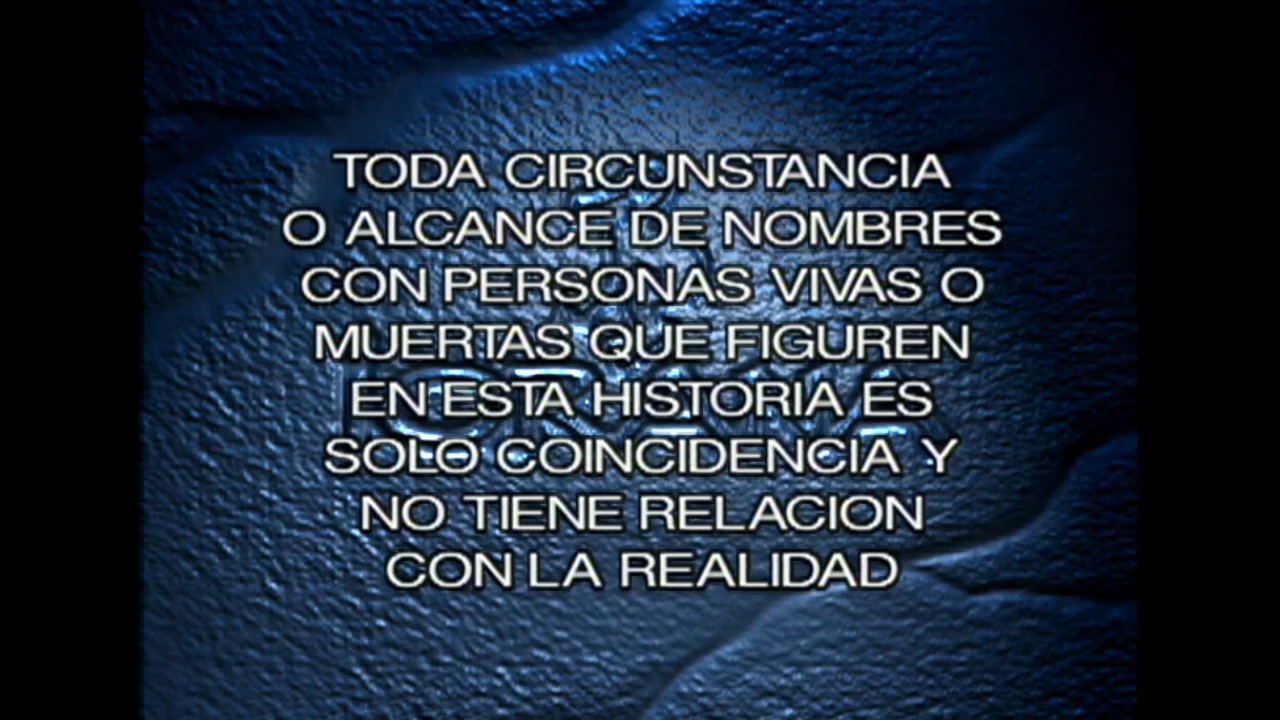 TODA CIRCUNSTANCIA
O ALCANCE DE NOMBRES
CON PERSONAS VIVAS O
MUERTAS QUE FIGUREN
EN ESTA HISTORIA ES
SOLO COINCIDENCIA Y
NO TIENE RELACION
CON LA REALIDAD